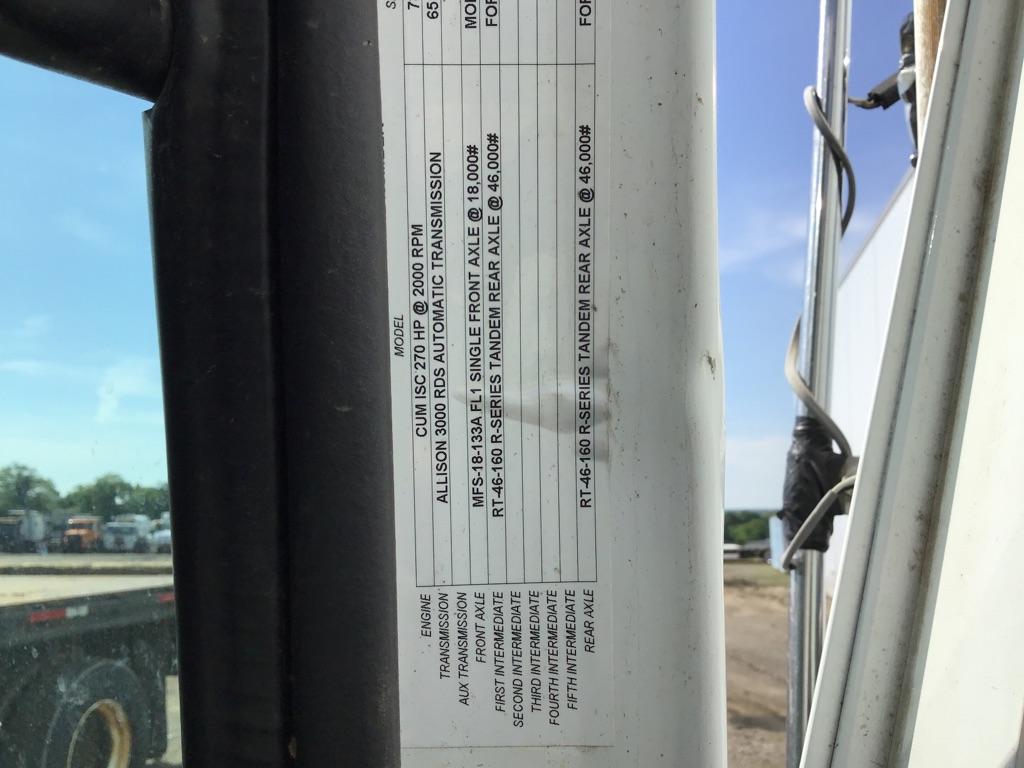 MODEL
ENGINE CUM ISC 270 HP @ 2000 RPM 7
TRANSMISSION ALLISON 3000 RDS AUTOMATIC TRANSMISSION 65
AUX TRANSMISSION
FRONT AXLE MFS-18-133A FL1 SINGLE FRONT AXLE @ 18,000#
FIRST INTERMEDIATE RT-46-160 R-SERIES TANDEM REAR AXLE @ 46,000#
SECOND INTERMEDIATE
THIRD INTERMEDIATE
FOURTH INTERMEDIATE
FIFTH INTERMEDIATE
REAR AXLE RT-46-160 R-SERIES TANDEM REAR AXLE @ 46,000#